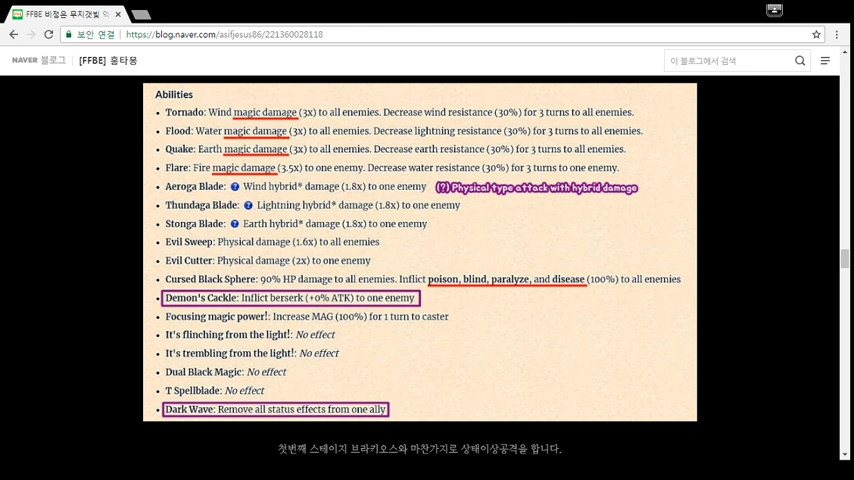 FFBE 비정은 무지갯빛 억
보안 연결 | https://blog.naver.com/asifjesus86/221360028118
NAVER 블로그 | [FFBE] 홍타몽
이 블로그에서 검색
Abilities
• Tornado: Wind magic damage (3x) to all enemies. Decrease wind resistance (30%) for 3 turns to all enemies.
• Flood: Water magic damage (3x) to all enemies. Decrease lightning resistance (30%) for 3 turns to all enemies.
• Quake: Earth magic damage (3x) to all enemies. Decrease earth resistance (30%) for 3 turns to all enemies.
• Flare: Fire magic damage (3.5x) to one enemy. Decrease water resistance (30%) for 3 turns to one enemy.
• Aeroga Blade: ? Wind hybrid* damage (1.8x) to one enemy (?) Physical type attack with hybrid damage
• Thundaga Blade: ? Lightning hybrid* damage (1.8x) to one enemy
• Stonga Blade: ? Earth hybrid* damage (1.8x) to one enemy
• Evil Sweep: Physical damage (1.6x) to all enemies
• Evil Cutter: Physical damage (2x) to one enemy
• Cursed Black Sphere: 90% HP damage to all enemies. Inflict poison, blind, paralyze, and disease (100%) to all enemies
• Demon's Cackle: Inflict berserk (+0% ATK) to one enemy
• Focusing magic power!: Increase MAG (100%) for 1 turn to caster
• It's flinching from the light!: No effect
• It's trembling from the light!: No effect
• Dual Black Magic: No effect
• T Spellblade: No effect
• Dark Wave: Remove all status effects from one ally
첫번째 스테이지 브라키오스와 마찬가지로 상태이상공격을 합니다.